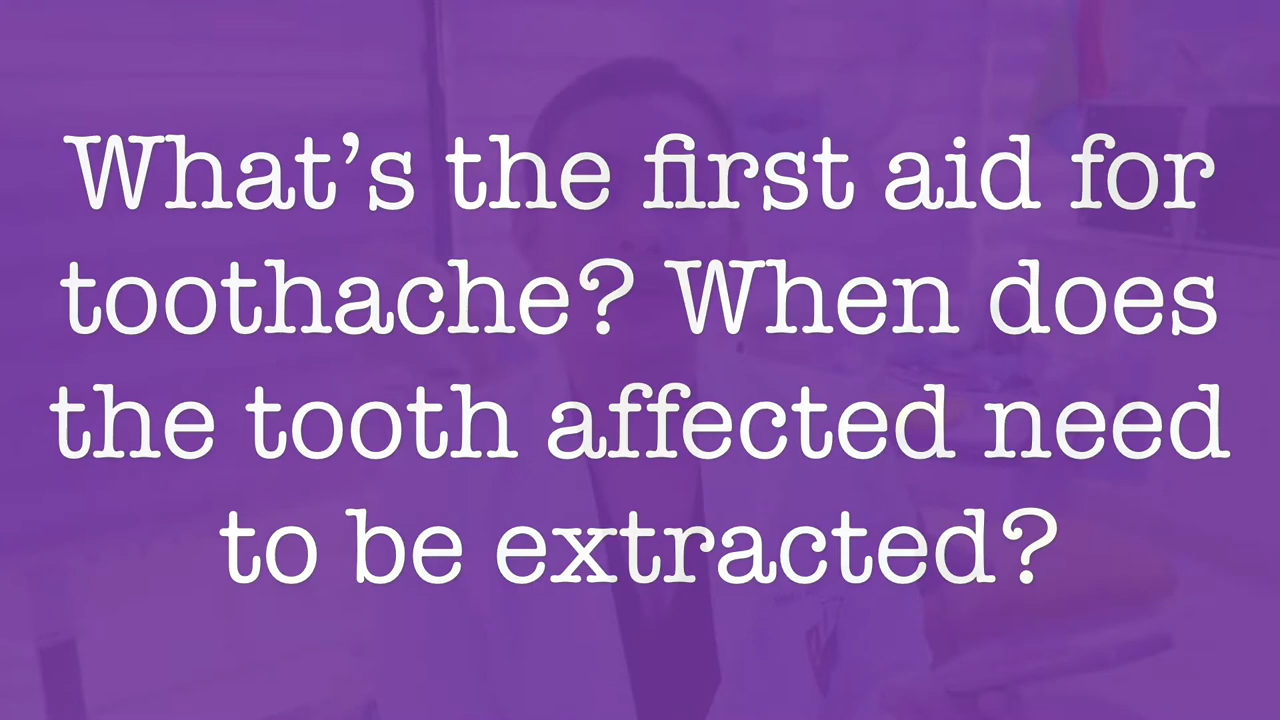 What’s the first aid for
toothache? When does
the tooth affected need
to be extracted?